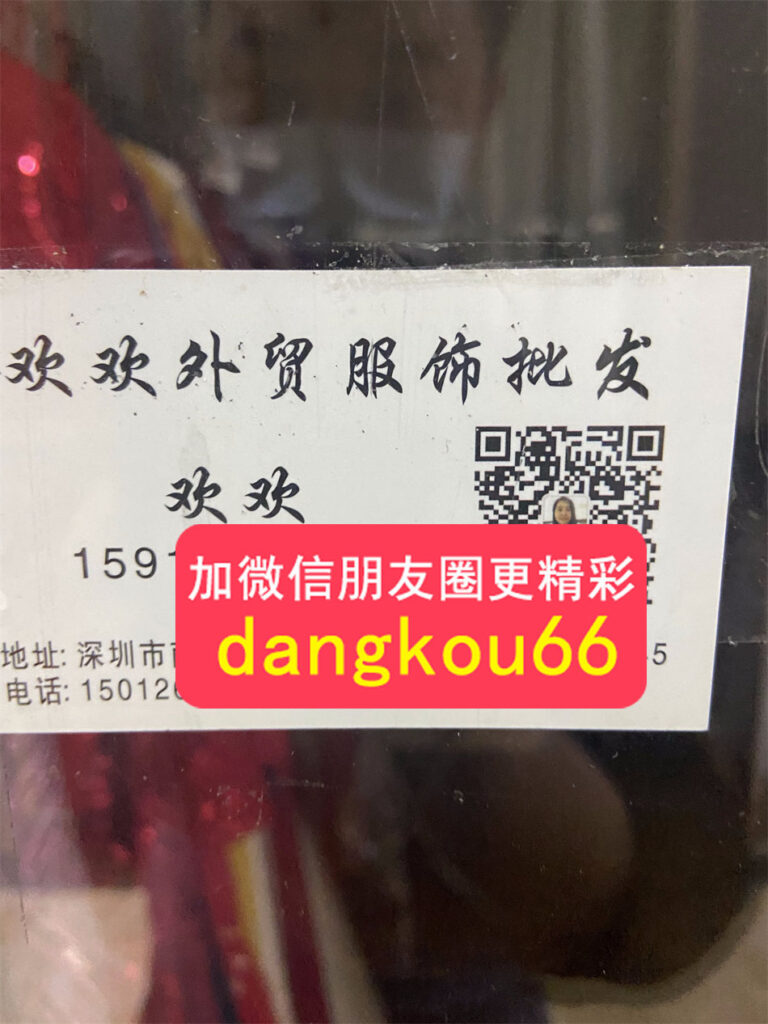 欢欢外贸服饰批发
欢欢
159
加微信朋友圈更精彩
dangkou66
地址: 深圳市
5
电话: 15012